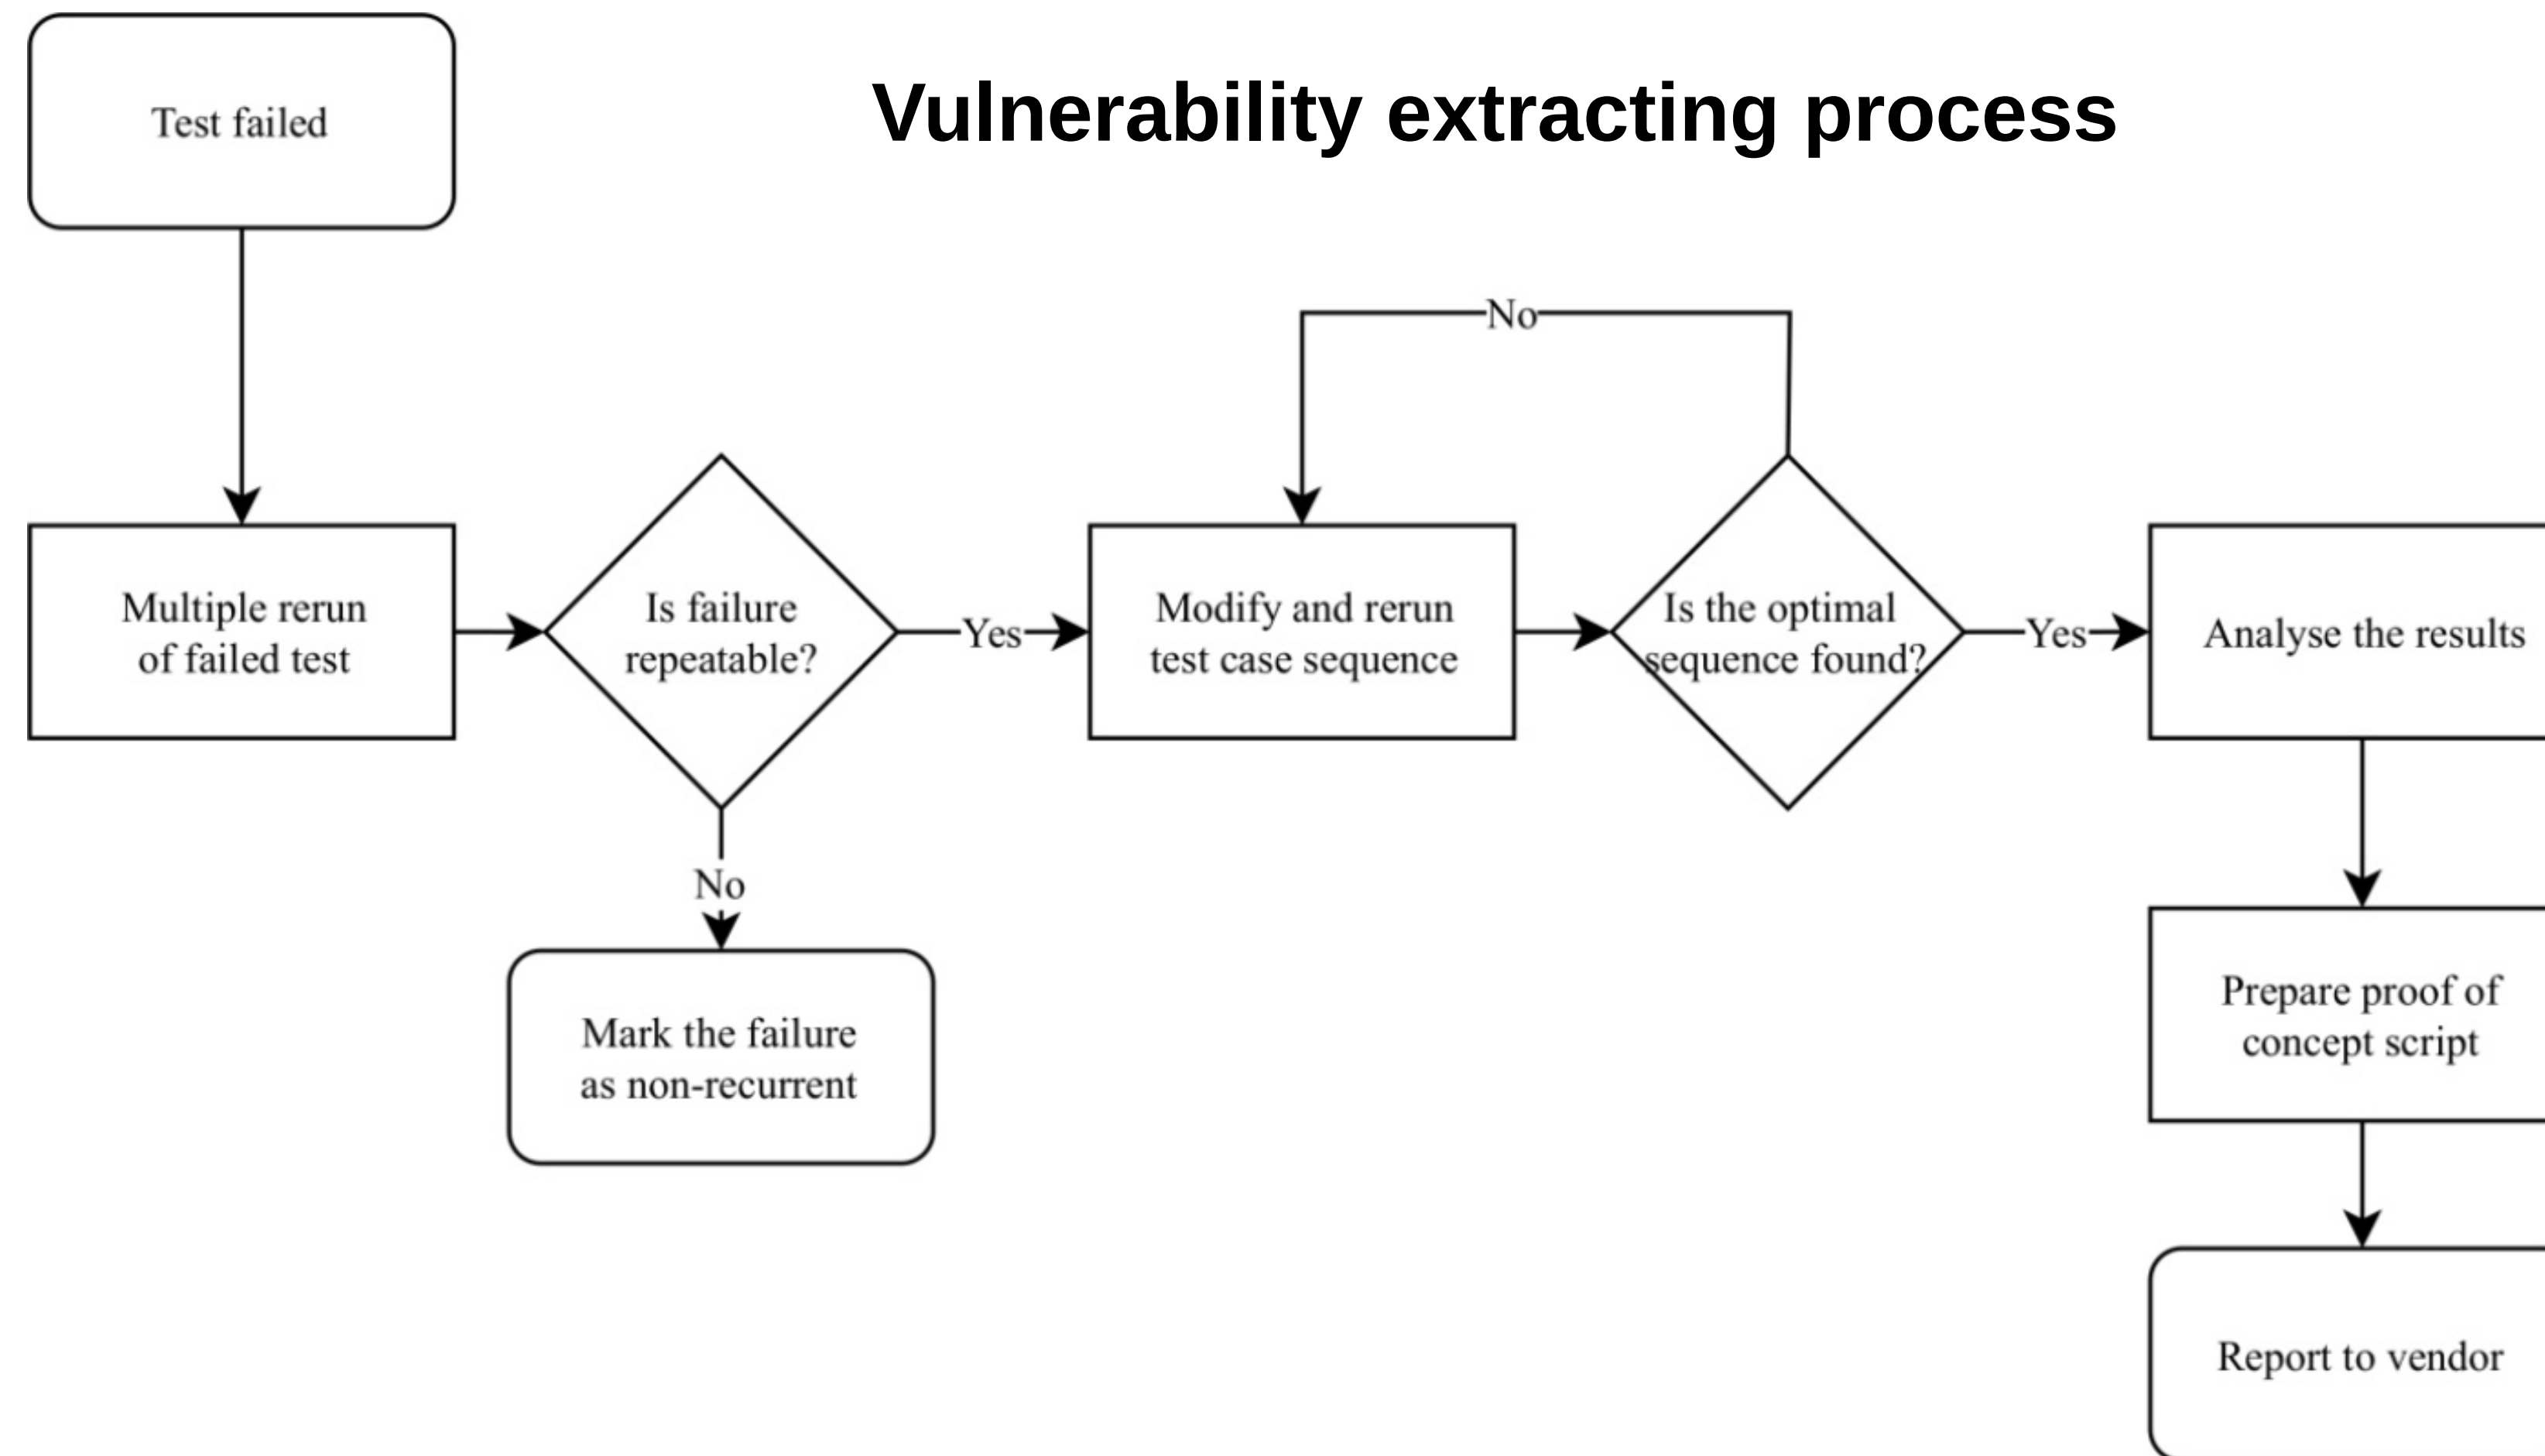 Test failed
Vulnerability extracting process
No
Multiple rerun
of failed test
Is failure
repeatable?
Yes
Modify and rerun
test case sequence
Is the optimal
sequence found?
Yes
Analyse the results
No
Mark the failure
as non-recurrent
Prepare proof of
concept script
Report to vendor